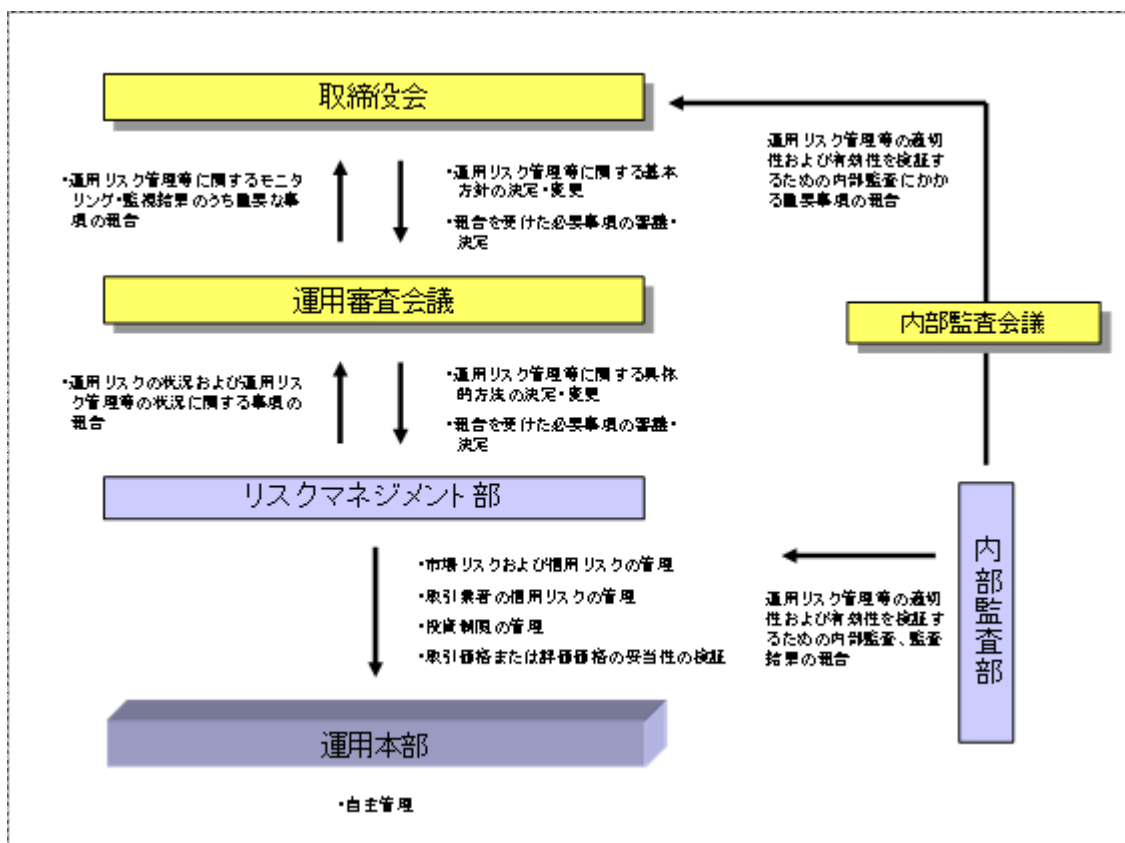 取締役会
・運用リスク管理等に関するモニタ
リング・監視結果のうち重要な事
項の報告
・運用リスク管理等に関する基本
方針の決定・変更
・報告を受けた必要事項の審議・
決定
運用リスク管理等の適切
性および有効性を検証す
るための内部監査にかか
る重要事項の報告
運用審査会議
内部監査会議
・運用リスクの状況および運用リス
ク管理等の状況に関する事項の
報告
・運用リスク管理等に関する具体
的方法の決定・変更
・報告を受けた必要事項の審議・
決定
リスクマネジメント部
・市場リスクおよび信用リスクの管理
・取引業者の信用リスクの管理
・投資制限の管理
・取引価格または評価価格の妥当性の検証
運用リスク管理等の適切
性および有効性を検証す
るための内部監査、監査
結果の報告
内部監査部
運用本部
・自主管理